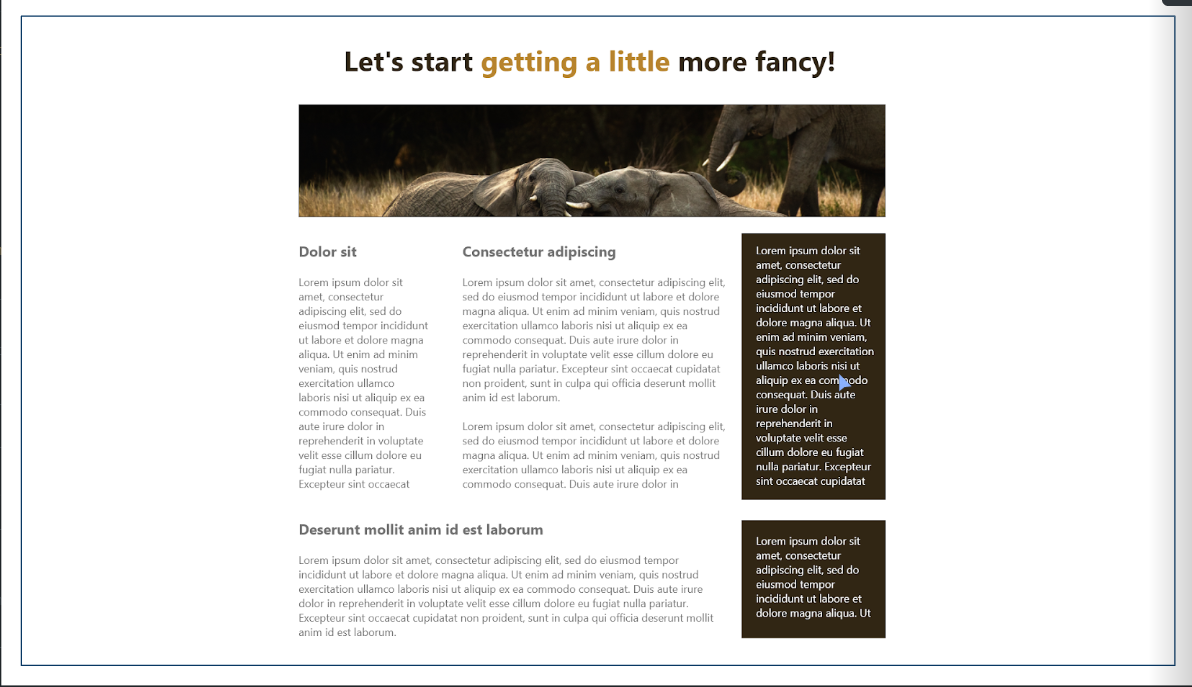 Let's start getting a little more fancy!
Dolor sit
Lorem ipsum dolor sit
amet, consectetur
adipiscing elit, sed do
eiusmod tempor incididunt
ut labore et dolore magna
aliqua. Ut enim ad minim
veniam, quis nostrud
exercitation ullamco
laboris nisi ut aliquip ex ea
commodo consequat. Duis
aute irure dolor in
reprehenderit in voluptate
velit esse cillum dolore eu
fugiat nulla pariatur.
Excepteur sint occaecat
Consectetur adipiscing
Lorem ipsum dolor sit amet, consectetur adipiscing elit,
sed do eiusmod tempor incididunt ut labore et dolore
magna aliqua. Ut enim ad minim veniam, quis nostrud
exercitation ullamco laboris nisi ut aliquip ex ea
commodo consequat. Duis aute irure dolor in
reprehenderit in voluptate velit esse cillum dolore eu
fugiat nulla pariatur. Excepteur sint occaecat cupidatat
non proident, sunt in culpa qui officia deserunt mollit
anim id est laborum.
Lorem ipsum dolor sit amet, consectetur adipiscing elit,
sed do eiusmod tempor incididunt ut labore et dolore
magna aliqua. Ut enim ad minim veniam, quis nostrud
exercitation ullamco laboris nisi ut aliquip ex ea
commodo consequat. Duis aute irure dolor in
Lorem ipsum dolor sit
amet, consectetur
adipiscing elit, sed do
eiusmod tempor
incididunt ut labore et
dolore magna aliqua. Ut
enim ad minim veniam,
quis nostrud exercitation
ullamco laboris nisi ut
aliquip ex ea commodo
consequat. Duis aute
irure dolor in
reprehenderit in
voluptate velit esse
cillum dolore eu fugiat
nulla pariatur. Excepteur
sint occaecat cupidatat
Deserunt mollit anim id est laborum
Lorem ipsum dolor sit amet, consectetur adipiscing elit, sed do eiusmod tempor
incididunt ut labore et dolore magna aliqua. Ut enim ad minim veniam, quis nostrud
exercitation ullamco laboris nisi ut aliquip ex ea commodo consequat. Duis aute irure
dolor in reprehenderit in voluptate velit esse cillum dolore eu fugiat nulla pariatur.
Excepteur sint occaecat cupidatat non proident, sunt in culpa qui officia deserunt mollit
anim id est laborum.
Lorem ipsum dolor sit
amet, consectetur
adipiscing elit, sed do
eiusmod tempor
incididunt ut labore et
dolore magna aliqua. Ut